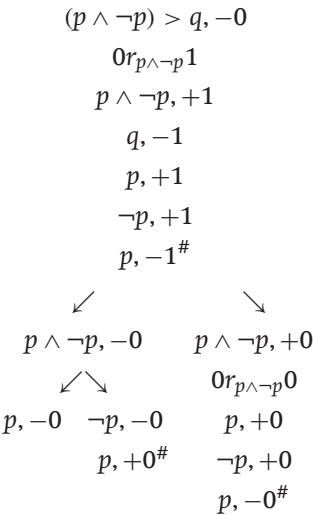 (p ∧ ¬p) > q, −0
0r_{p∧¬p}1
p ∧ ¬p, +1
q, −1
p, +1
¬p, +1
p, −1^#
↙ ↘
p ∧ ¬p, −0 p ∧ ¬p, +0
↙↘ 0r_{p∧¬p}0
p, −0 ¬p, −0 p, +0
p, +0^# ¬p, +0
p, −0^#